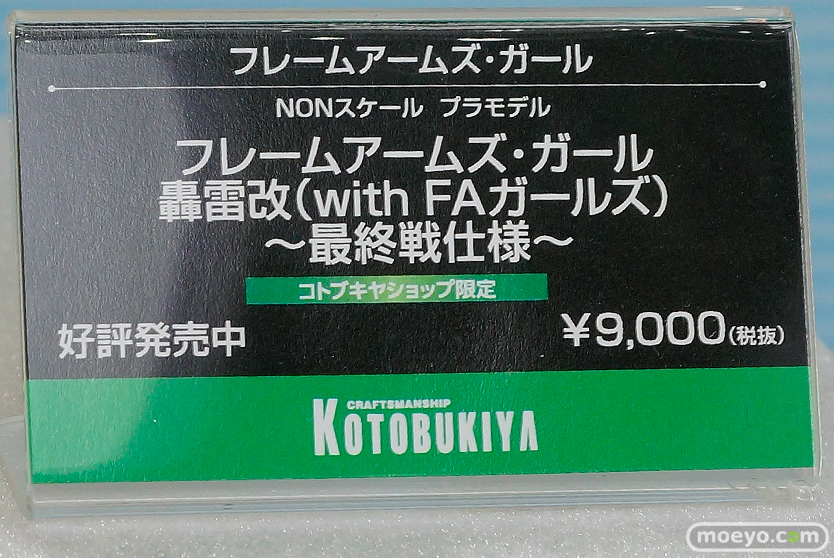 フレームアームズ・ガール
NONスケール プラモデル
フレームアームズ・ガール
轟雷改(with FAガールズ)
～最終戦仕様～
コトブキヤショップ限定
好評発売中
¥9,000(税抜)
CRAFTSMANSHIP
KOTOBUKIYA
moeyo.com